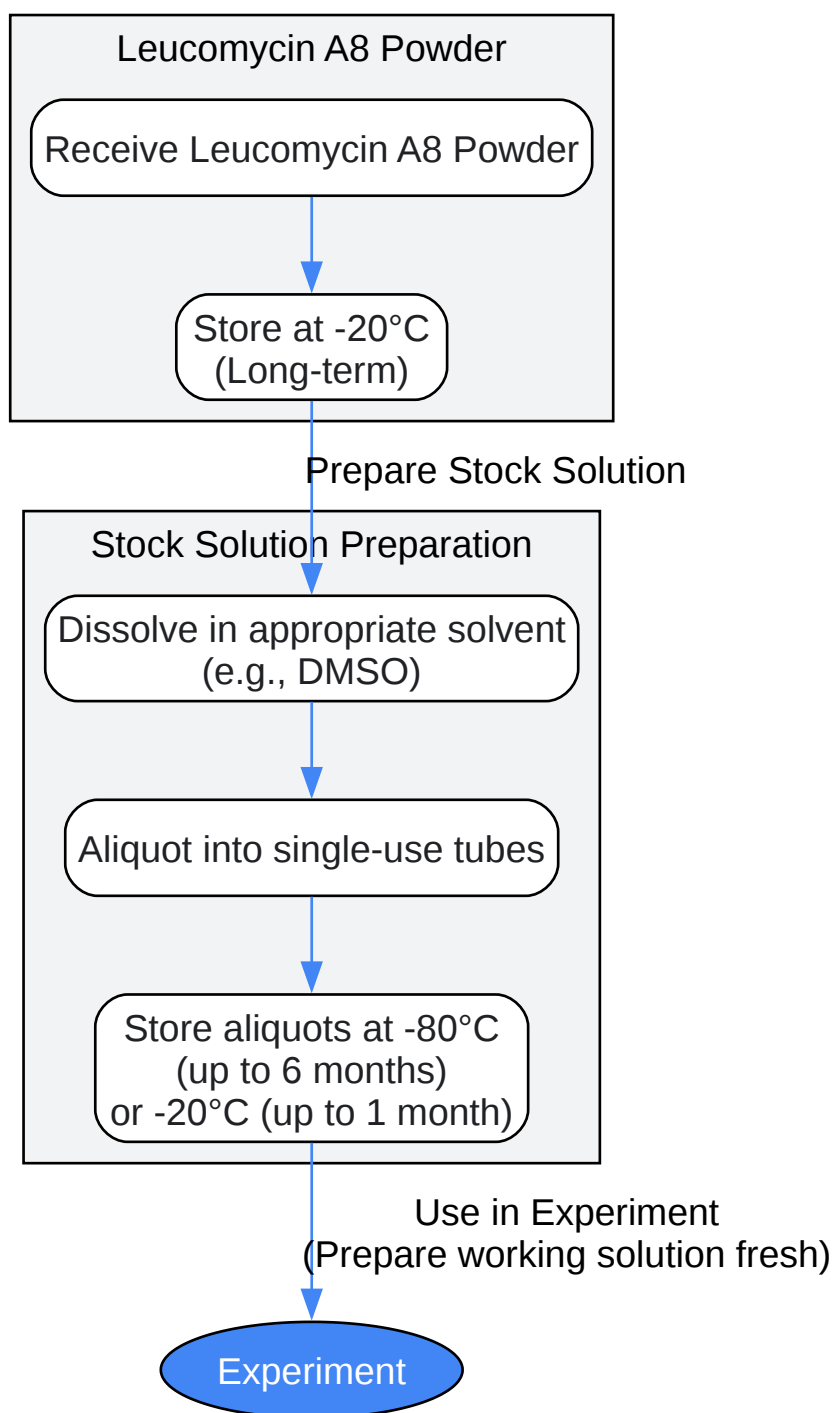 Leucomycin A8 Powder
Receive Leucomycin A8 Powder
Store at -20°C
(Long-term)
Prepare Stock Solution
Stock Solution Preparation
Dissolve in appropriate solvent
(e.g., DMSO)
Aliquot into single-use tubes
Store aliquots at -80°C
(up to 6 months)
or -20°C (up to 1 month)
Use in Experiment
(Prepare working solution fresh)
Experiment